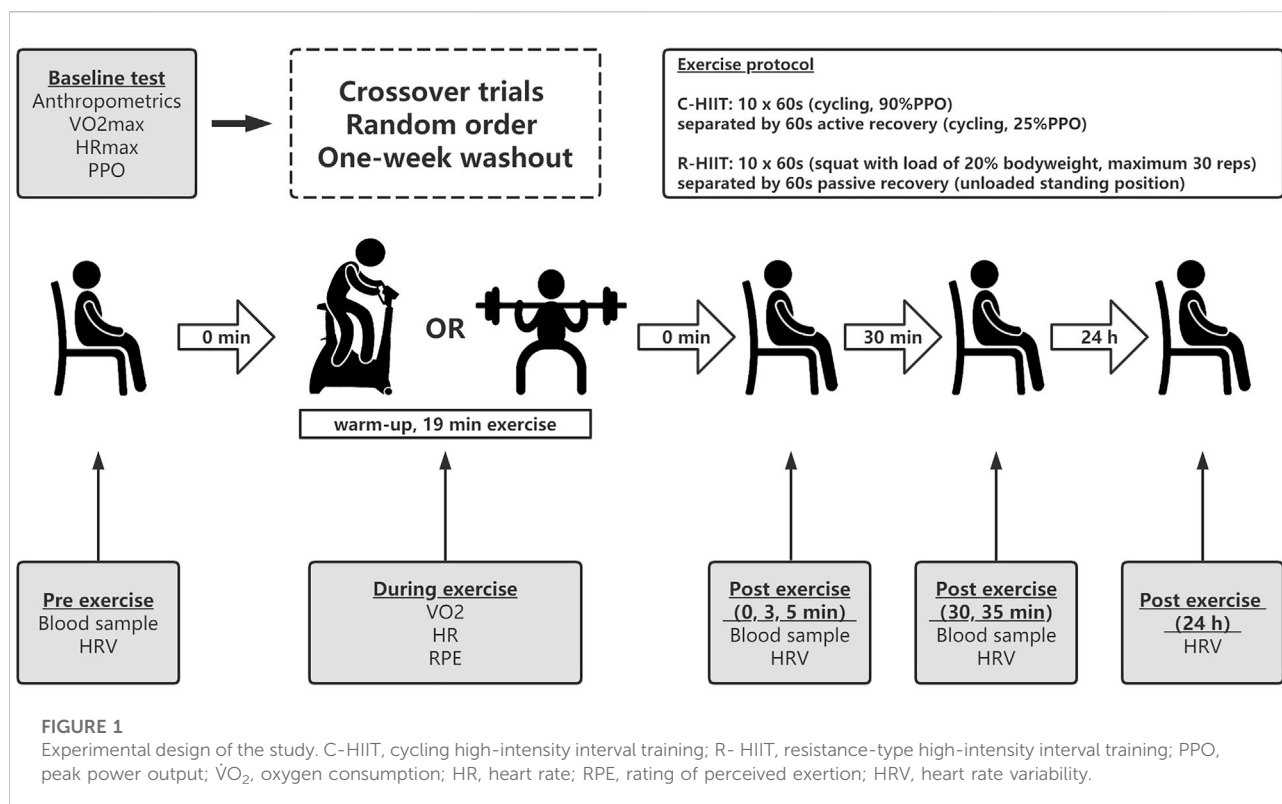 Baseline test
Anthropometrics
VO2max
HRmax
PPO
Crossover trials
Random order
One-week washout
Exercise protocol
C-HIIT: 10 x 60s (cycling, 90%PPO)
separated by 60s active recovery (cycling, 25%PPO)
R-HIIT: 10 x 60s (squat with load of 20% bodyweight, maximum 30 reps)
separated by 60s passive recovery (unloaded standing position)
0 min
OR
0 min
30 min
24 h
warm-up, 19 min exercise
Pre exercise
Blood sample
HRV
During exercise
VO2
HR
RPE
Post exercise
(0, 3, 5 min)
Blood sample
HRV
Post exercise
(30, 35 min)
Blood sample
HRV
Post exercise
(24 h)
HRV
FIGURE 1
Experimental design of the study. C-HIIT, cycling high-intensity interval training; R- HIIT, resistance-type high-intensity interval training; PPO,
peak power output; V̇O₂, oxygen consumption; HR, heart rate; RPE, rating of perceived exertion; HRV, heart rate variability.